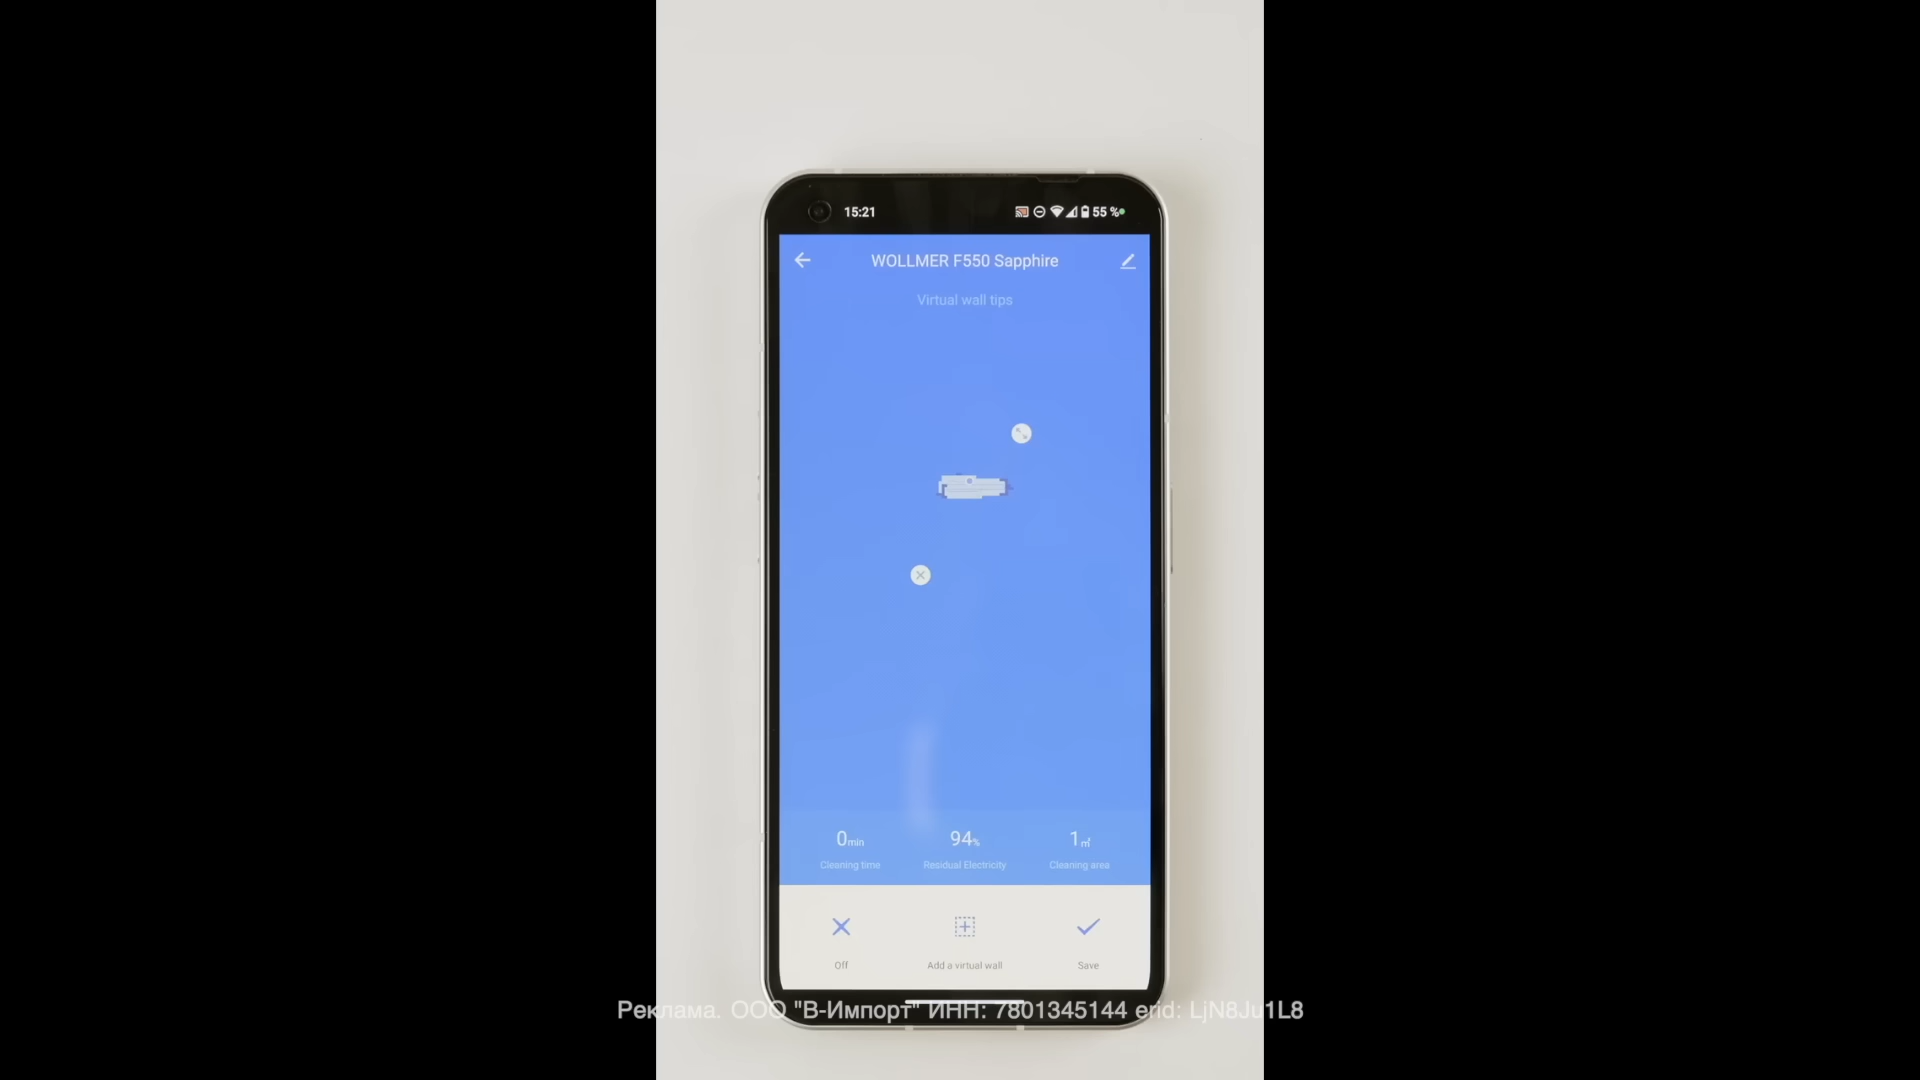 15:21
55 %
WOLLMER F550 Sapphire
Virtual wall tips
0min
94%
1㎡
Cleaning time
Residual Electricity
Cleaning area
Off
Add a virtual wall
Save
Реклама. ООО "В-Импорт" ИНН: 7801345144 erid: LjN8Ju1L8